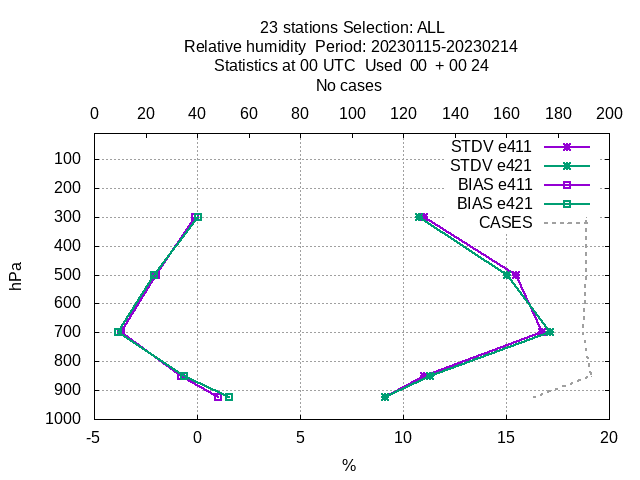 23 stations Selection: ALL
Relative humidity  Period: 20230115-20230214
Statistics at 00 UTC  Used  00  + 00 24
No cases
0 20 40 60 80 100 120 140 160 180 200
STDV e411
STDV e421
BIAS e411
BIAS e421
CASES
100
200
300
400
500
600
700
800
900
1000
hPa
-5 0 5 10 15 20
%